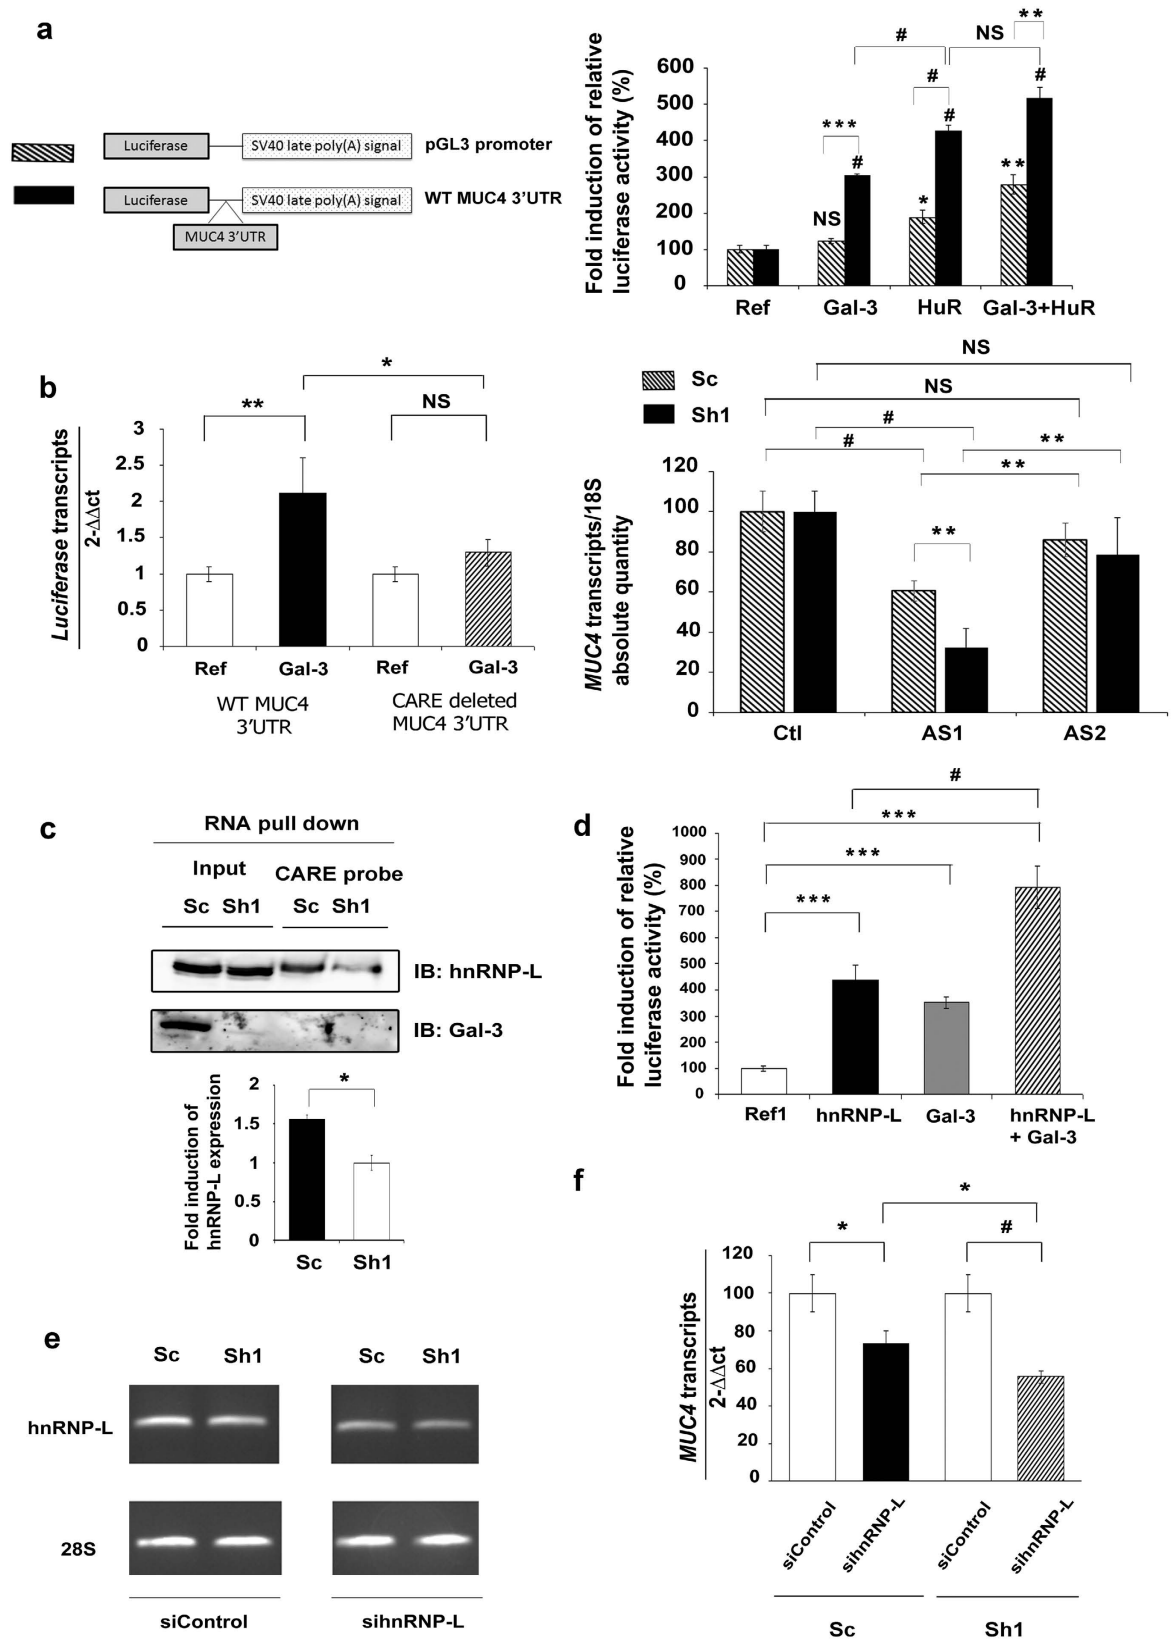 a
Luciferase
SV40 late poly(A) signal
pGL3 promoter
Luciferase
SV40 late poly(A) signal
WT MUC4 3'UTR
MUC4 3'UTR
Fold induction of relative
luciferase activity (%)
600
500
400
300
200
100
0
NS
***
#
*
#
#
#
**
#
NS
**
Ref
Gal-3
HuR
Gal-3+HuR
b
Luciferase transcripts
2-ΔΔct
3
2.5
2
1.5
1
0.5
0
**
*
NS
Ref
Gal-3
Ref
Gal-3
WT MUC4
3'UTR
CARE deleted
MUC4 3'UTR
Sc
Sh1
MUC4 transcripts/18S
absolute quantity
120
100
80
60
40
20
0
NS
NS
#
#
**
**
**
Ctl
AS1
AS2
c
RNA pull down
Input
CARE probe
Sc Sh1
Sc Sh1
IB: hnRNP-L
IB: Gal-3
Fold induction of
hnRNP-L expression
2
1.5
1
0.5
0
*
Sc
Sh1
d
Fold induction of relative
luciferase activity (%)
1000
900
800
700
600
500
400
300
200
100
0
#
***
***
***
Ref1
hnRNP-L
Gal-3
hnRNP-L
+ Gal-3
e
Sc
Sh1
Sc
Sh1
hnRNP-L
28S
siControl
sihnRNP-L
f
MUC4 transcripts
2-ΔΔct
120
100
80
60
40
20
0
*
*
#
siControl
sihnRNP-L
siControl
sihnRNP-L
Sc
Sh1